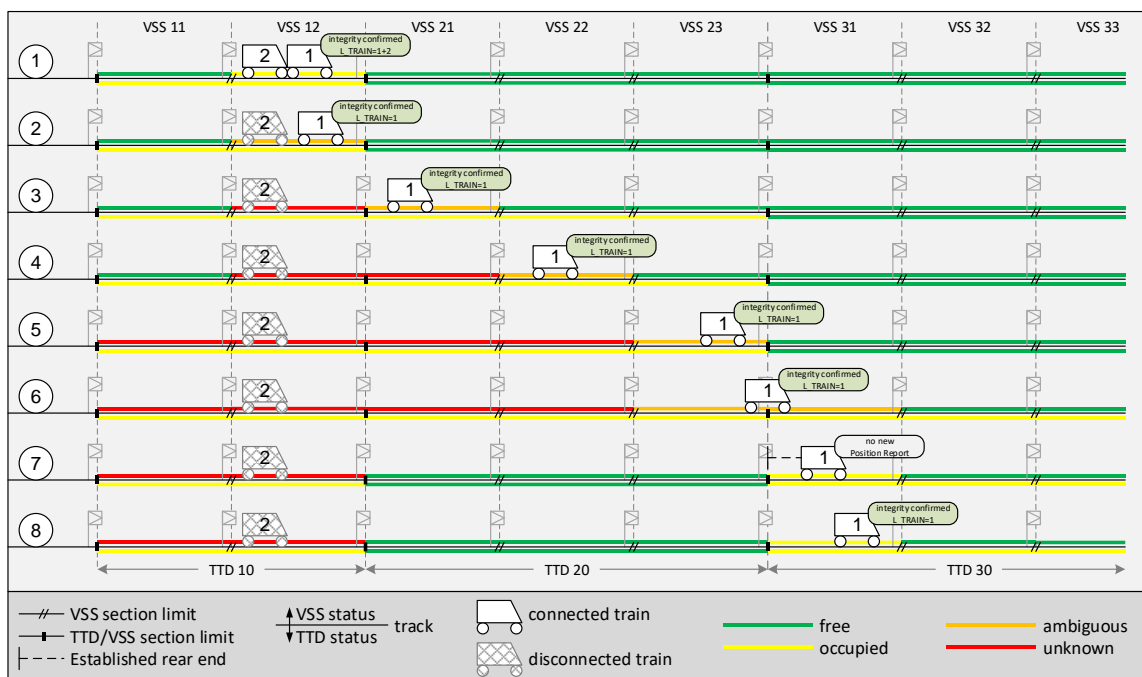 VSS 11 VSS 12 VSS 21 VSS 22 VSS 23 VSS 31 VSS 32 VSS 33
1 2 1 integrity confirmed
L_TRAIN=1+2
2 2 1 integrity confirmed
L_TRAIN=1
3 2 1 integrity confirmed
L_TRAIN=1
4 2 1 integrity confirmed
L_TRAIN=1
5 2 1 integrity confirmed
L_TRAIN=1
6 2 1 integrity confirmed
L_TRAIN=1
7 2 1 no new
Position Report
8 2 1 integrity confirmed
L_TRAIN=1
TTD 10 TTD 20 TTD 30
VSS section limit
TTD/VSS section limit
Established rear end
VSS status
TTD status
track
connected train
disconnected train
free
occupied
ambiguous
unknown